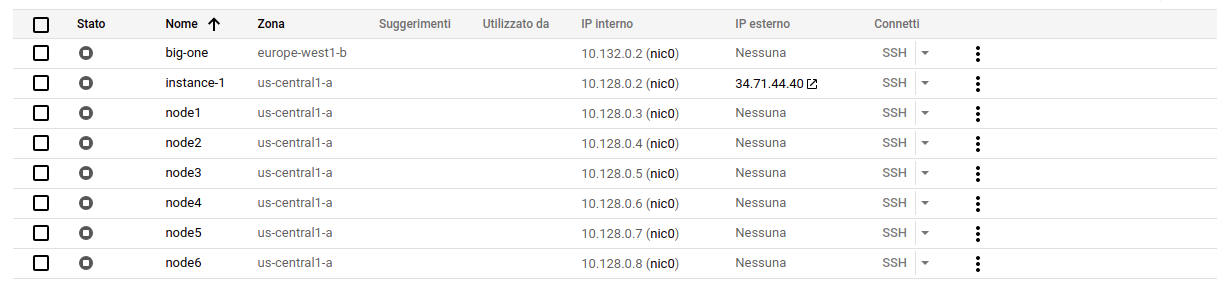 Stato Nome Zona Suggerimenti Utilizzato da IP interno IP esterno Connetti
big-one europe-west1-b 10.132.0.2 (nic0) Nessuna SSH
instance-1 us-central1-a 10.128.0.2 (nic0) 34.71.44.40 SSH
node1 us-central1-a 10.128.0.3 (nic0) Nessuna SSH
node2 us-central1-a 10.128.0.4 (nic0) Nessuna SSH
node3 us-central1-a 10.128.0.5 (nic0) Nessuna SSH
node4 us-central1-a 10.128.0.6 (nic0) Nessuna SSH
node5 us-central1-a 10.128.0.7 (nic0) Nessuna SSH
node6 us-central1-a 10.128.0.8 (nic0) Nessuna SSH